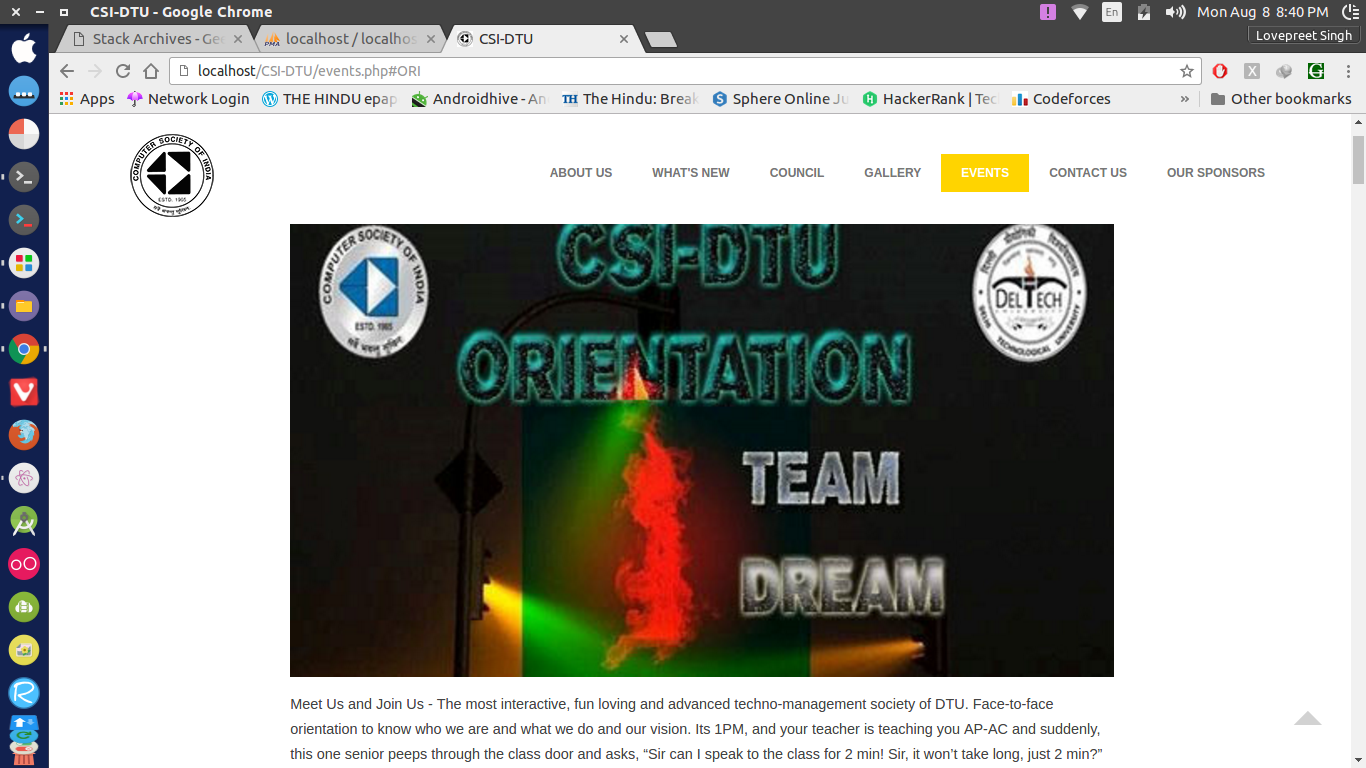 CSI-DTU - Google Chrome
En
Mon Aug 8 8:40 PM
Lovepreet Singh
Stack Archives - Gee
PMA localhost / localhos
CSI-DTU
localhost/CSI-DTU/events.php#ORI
Apps Network Login THE HINDU epap Androidhive - An TH The Hindu: Break Sphere Online Ju HackerRank | Tec Codeforces » Other bookmarks
COMPUTER SOCIETY OF INDIA
ESTD. 1965
ABOUT US WHAT'S NEW COUNCIL GALLERY EVENTS CONTACT US OUR SPONSORS
COMPUTER SOCIETY OF INDIA
ESTD. 1965
CSI-DTU
ORIENTATION
TEAM
DREAM
DELTECH
UNIVERSITY
DELHI TECHNOLOGICAL UNIVERSITY
Meet Us and Join Us - The most interactive, fun loving and advanced techno-management society of DTU. Face-to-face
orientation to know who we are and what we do and our vision. Its 1PM, and your teacher is teaching you AP-AC and suddenly,
this one senior peeps through the class door and asks, “Sir can I speak to the class for 2 min! Sir, it won’t take long, just 2 min?”